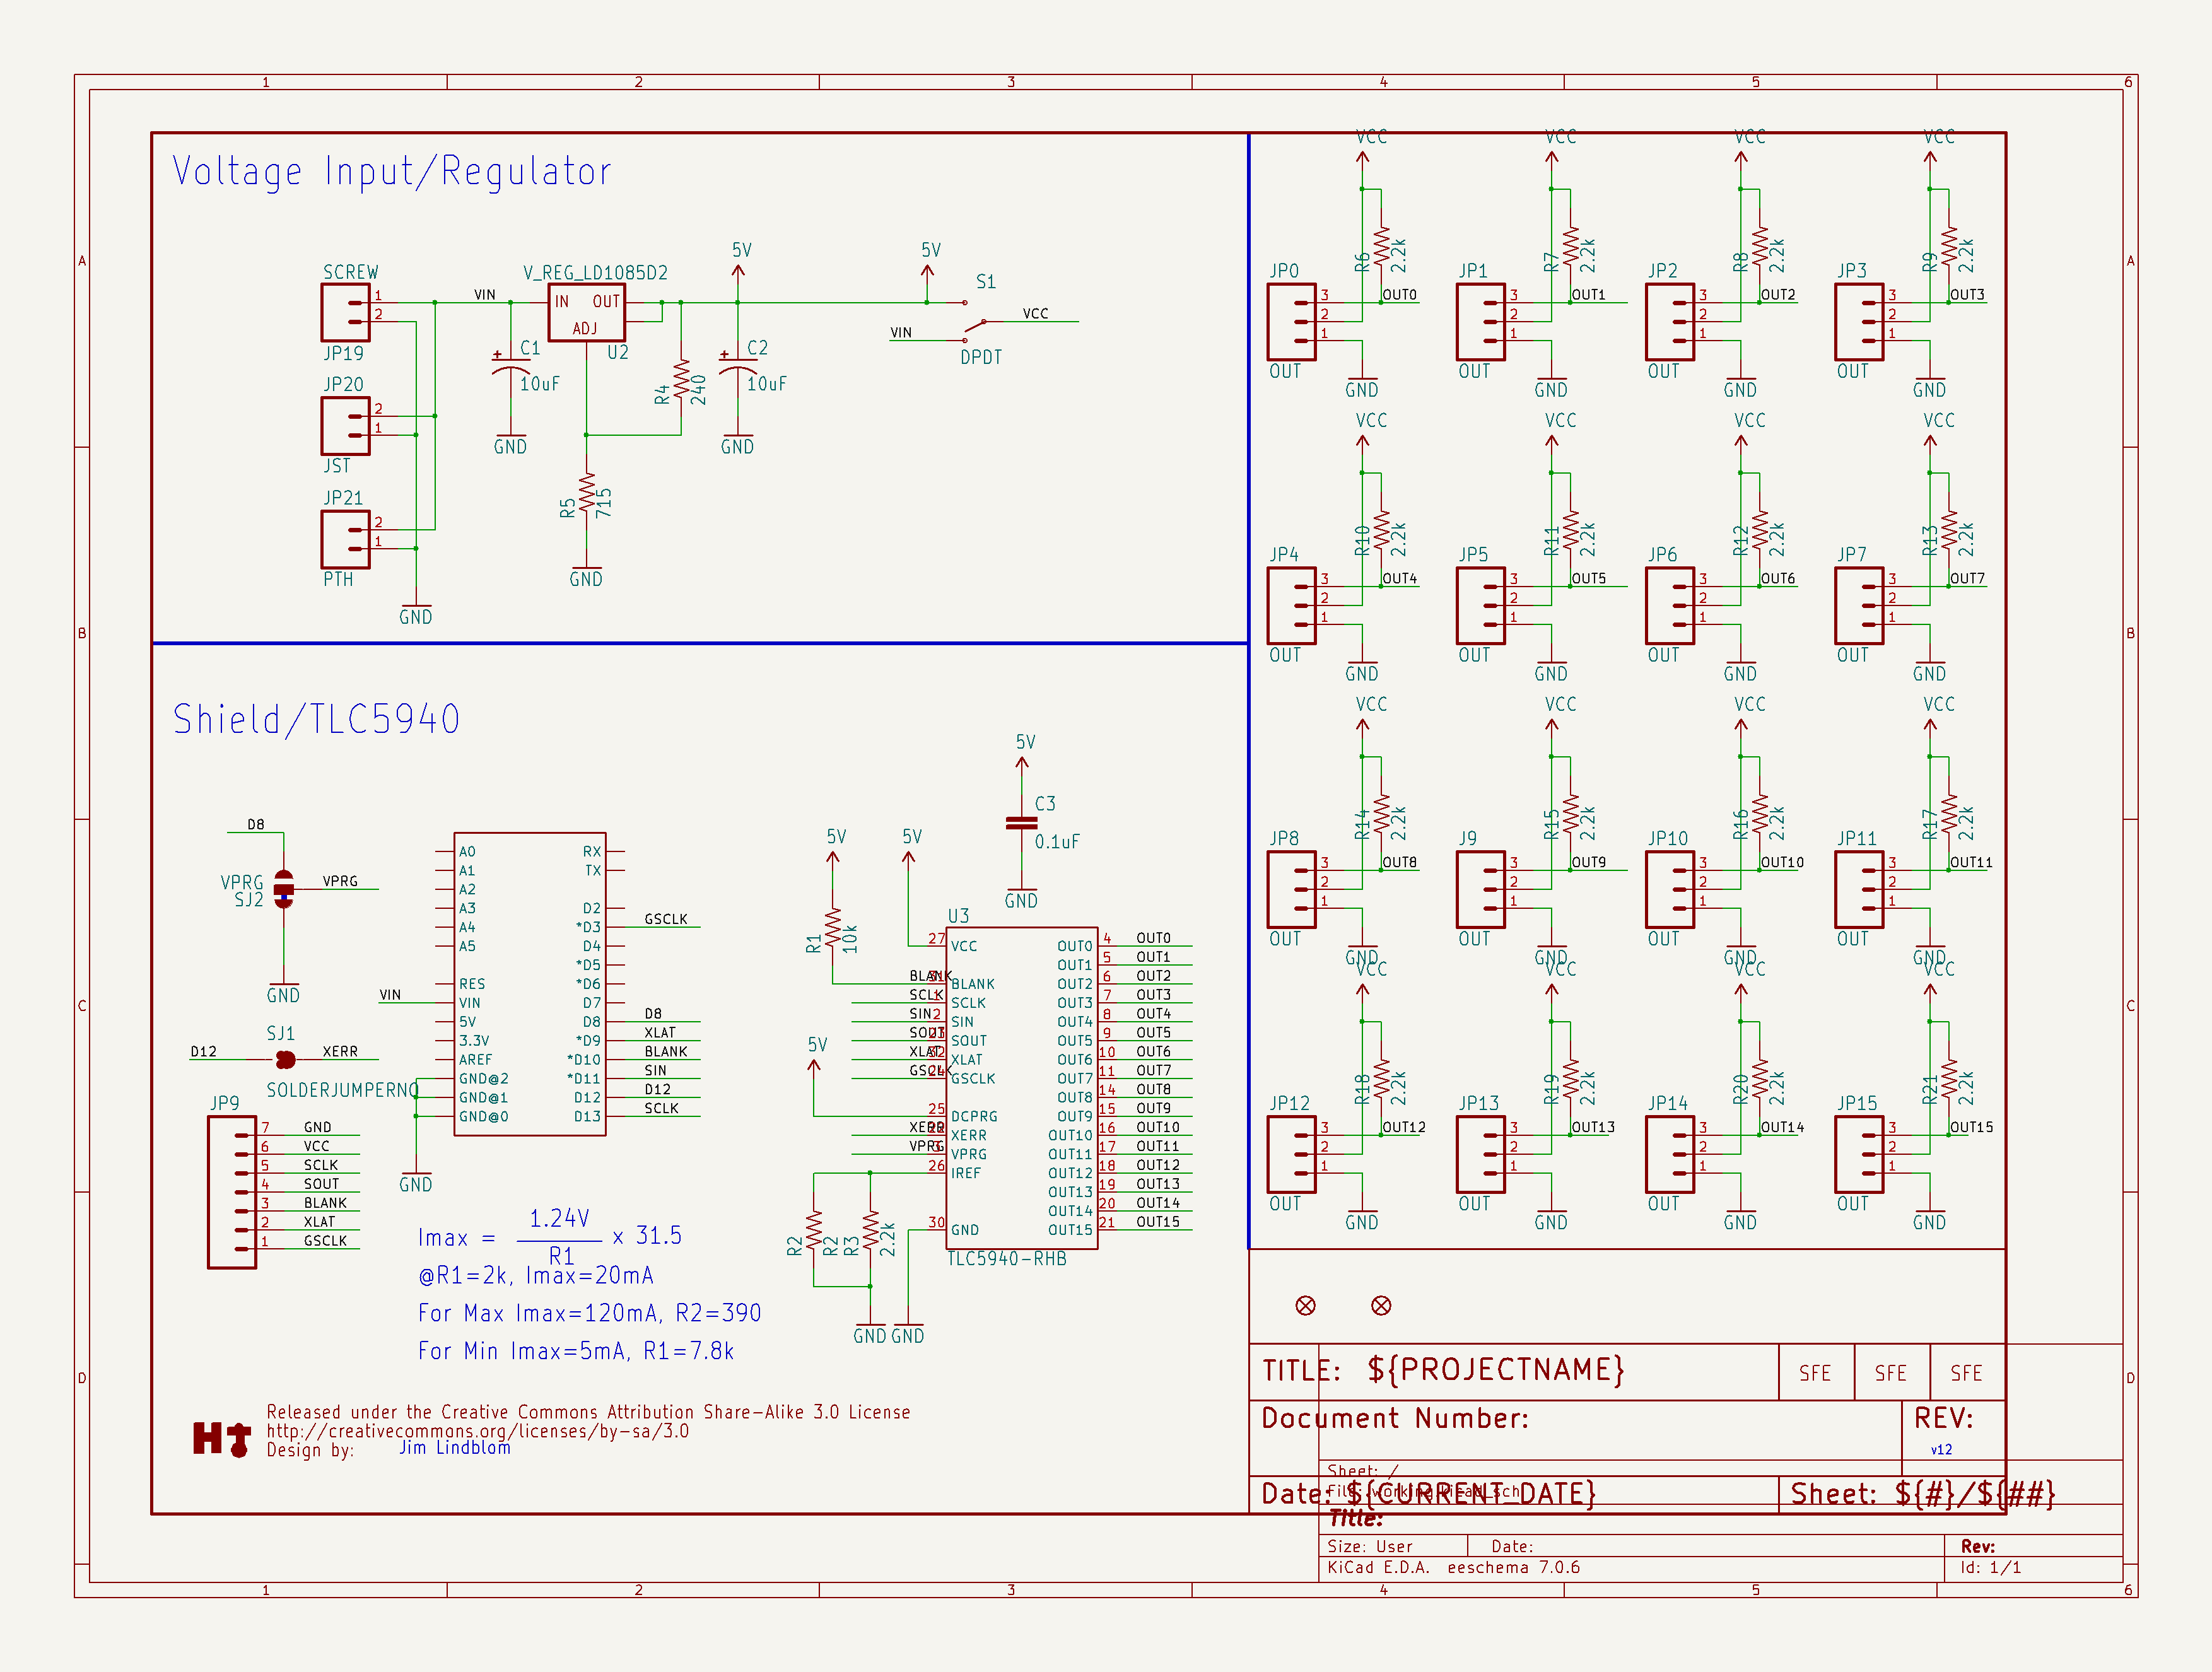 1 2 3 4 5 6
A A
B B
C C
D D
Voltage Input/Regulator
SCREW
1
2
JP19
JP20
2
1
JST
JP21
2
1
PTH
GND
VIN
V_REG_LD1085D2
IN OUT
ADJ
U2
C1
10uF
GND
R4
240
R5
715
GND
5V
C2
10uF
GND
5V
S1
VIN
VCC
DPDT
Shield/TLC5940
D8
VPRG
SJ2
VPRG
GND
SJ1
D12
XERR
SOLDERJUMPERNO
JP9
7 GND
6 VCC
5 SCLK
4 SOUT
3 BLANK
2 XLAT
1 GSCLK
VIN
A0 RX
A1 TX
A2
A3 D2
A4 *D3 GSCLK
A5 D4
*D5
RES *D6
VIN D7
5V D8 D8
3.3V *D9 XLAT
AREF *D10 BLANK
GND@2 *D11 SIN
GND@1 D12 D12
GND@0 D13 SCLK
GND
5V
C3
0.1uF
GND
5V
5V
R1
10k
U3
27 VCC OUT0 4 OUT0
OUT1 5 OUT1
BLANK 31 BLANK OUT2 6 OUT2
SCLK 1 SCLK OUT3 7 OUT3
SIN 2 SIN OUT4 8 OUT4
SOUT SOUT OUT5 9 OUT5
XLAT 32 XLAT OUT6 10 OUT6
GSCLK 24 GSCLK OUT7 11 OUT7
OUT8 14 OUT8
5V
25 DCPRG OUT9 15 OUT9
XERR XERR OUT10 16 OUT10
VPRG VPRG OUT11 17 OUT11
26 IREF OUT12 18 OUT12
OUT13 19 OUT13
OUT14 20 OUT14
30 GND OUT15 21 OUT15
TLC5940-RHB
R2
R2
R3
2.2k
GND GND
1.24V
Imax = x 31.5
R1
@R1=2k, Imax=20mA
For Max Imax=120mA, R2=390
For Min Imax=5mA, R1=7.8k
Released under the Creative Commons Attribution Share-Alike 3.0 License
http://creativecommons.org/licenses/by-sa/3.0
Design by: Jim Lindblom
VCC VCC VCC VCC
R6 2.2k R7 2.2k R8 2.2k R9 2.2k
JP0 JP1 JP2 JP3
3 OUT0 3 OUT1 3 OUT2 3 OUT3
2 2 2 2
1 1 1 1
OUT OUT OUT OUT
GND GND GND GND
VCC VCC VCC VCC
R10 2.2k R11 2.2k R12 2.2k R13 2.2k
JP4 JP5 JP6 JP7
3 OUT4 3 OUT5 3 OUT6 3 OUT7
2 2 2 2
1 1 1 1
OUT OUT OUT OUT
GND GND GND GND
VCC VCC VCC VCC
R14 2.2k R15 2.2k R16 2.2k R17 2.2k
JP8 J9 JP10 JP11
3 OUT8 3 OUT9 3 OUT10 3 OUT11
2 2 2 2
1 1 1 1
OUT OUT OUT OUT
GND GND GND GND
VCC VCC VCC VCC
R18 2.2k R19 2.2k R20 2.2k R21 2.2k
JP12 JP13 JP14 JP15
3 OUT12 3 OUT13 3 OUT14 3 OUT15
2 2 2 2
1 1 1 1
OUT OUT OUT OUT
GND GND GND GND
TITLE: ${PROJECTNAME} SFE SFE SFE
Document Number: REV:
v12
Sheet: /
File: working.kicad_sch
Date: ${CURRENT_DATE} Sheet: ${#}/${##}
Title:
Size: User Date: Rev:
KiCad E.D.A. eeschema 7.0.6 Id: 1/1
1 2 3 4 5 6